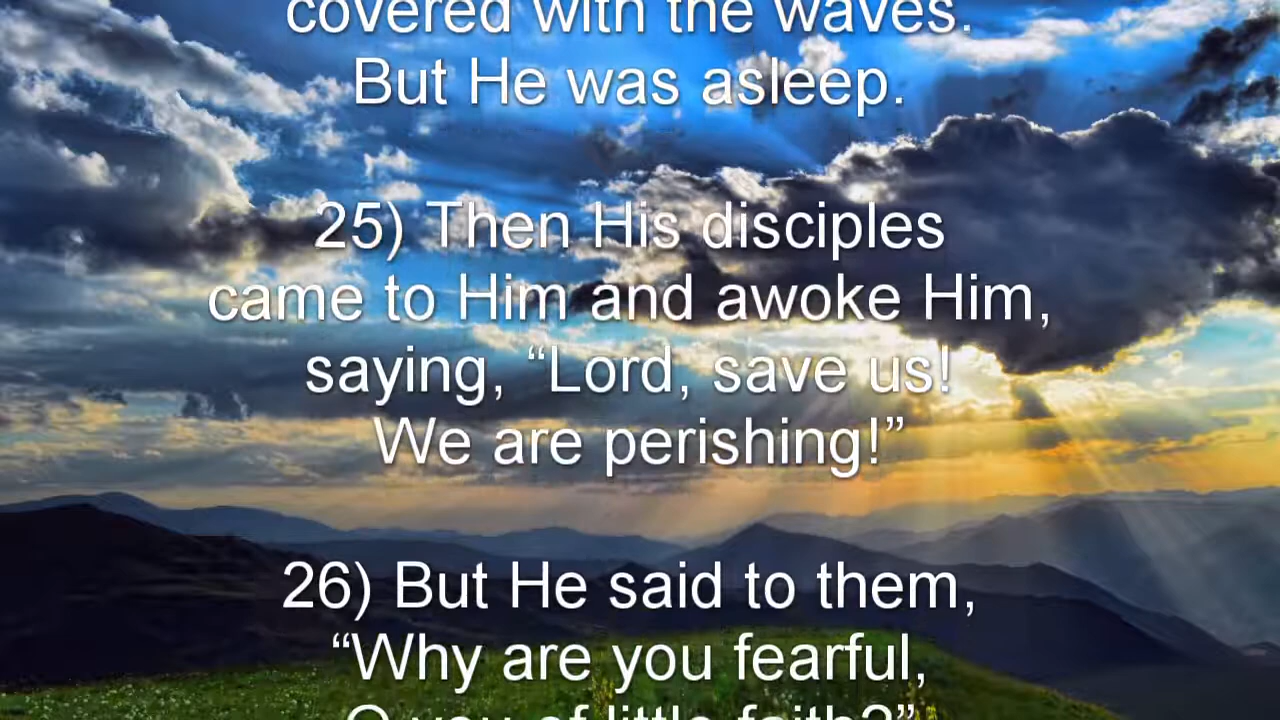 covered with the waves.
But He was asleep.
25) Then His disciples
came to Him and awoke Him,
saying, “Lord, save us!
We are perishing!”
26) But He said to them,
“Why are you fearful,
O you of little faith?”